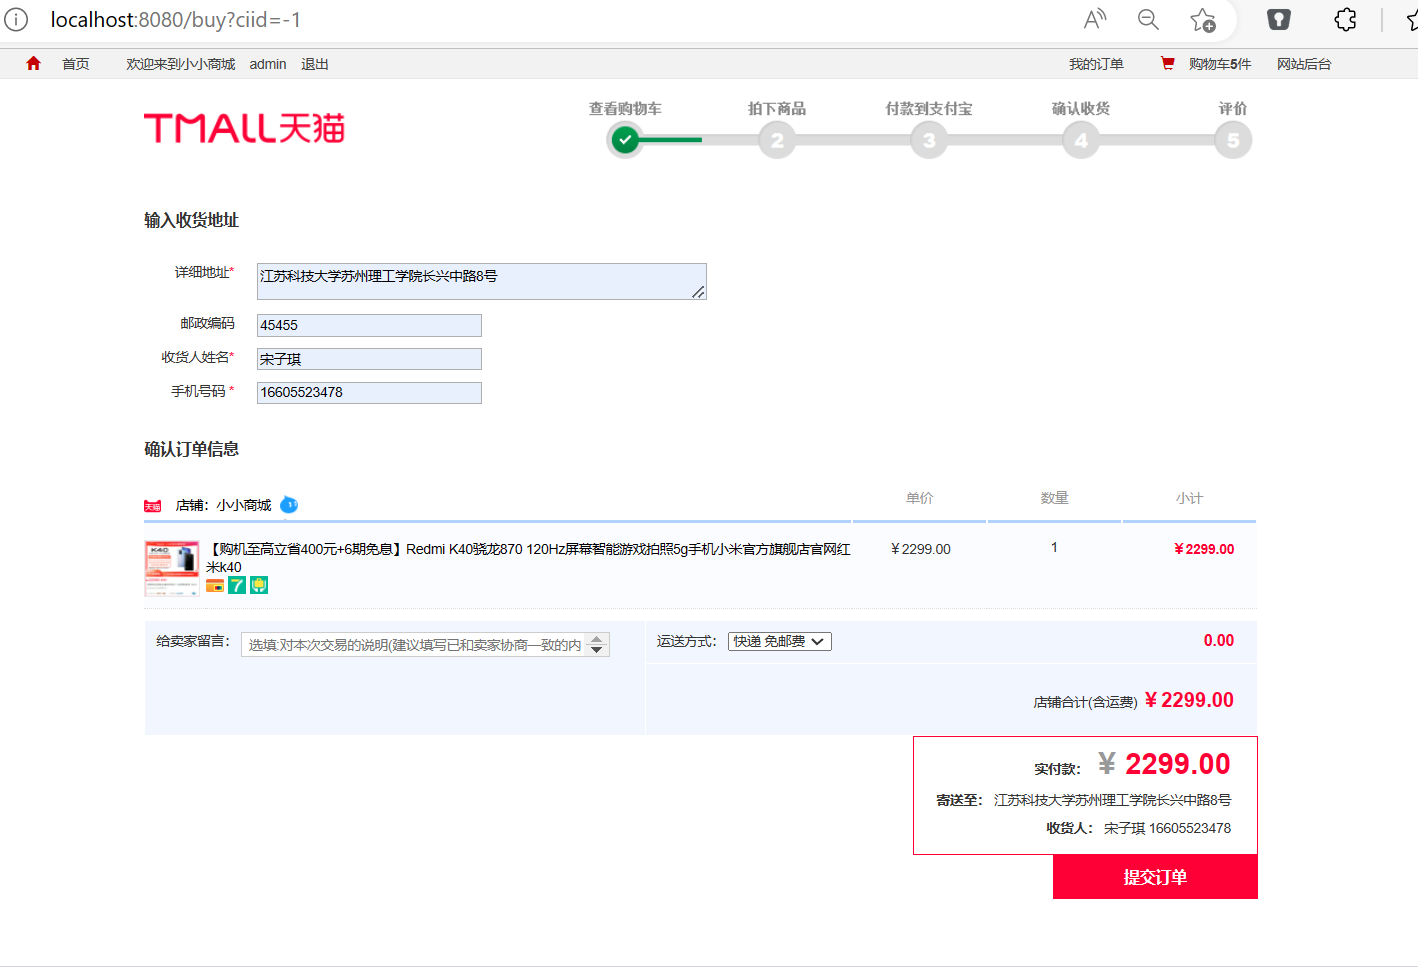 localhost:8080/buy?ciid=-1
首页 欢迎来到小小商城 admin 退出 我的订单 购物车5件 网站后台
TMALL天猫
查看购物车 拍下商品 付款到支付宝 确认收货 评价
2 3 4 5
输入收货地址
详细地址* 江苏科技大学苏州理工学院长兴中路8号
邮政编码 45455
收货人姓名* 宋子琪
手机号码 * 16605523478
确认订单信息
天猫 店铺：小小商城 单价 数量 小计
【购机至高立省400元+6期免息】Redmi K40骁龙870 120Hz屏幕智能游戏拍照5g手机小米官方旗舰店官网红 ￥2299.00 1 ￥2299.00
米k40
7
给卖家留言： 选填:对本次交易的说明(建议填写已和卖家协商一致的内 运送方式： 快递 免邮费 0.00
店铺合计(含运费) ￥2299.00
实付款： ￥ 2299.00
寄送至： 江苏科技大学苏州理工学院长兴中路8号
收货人： 宋子琪 16605523478
提交订单